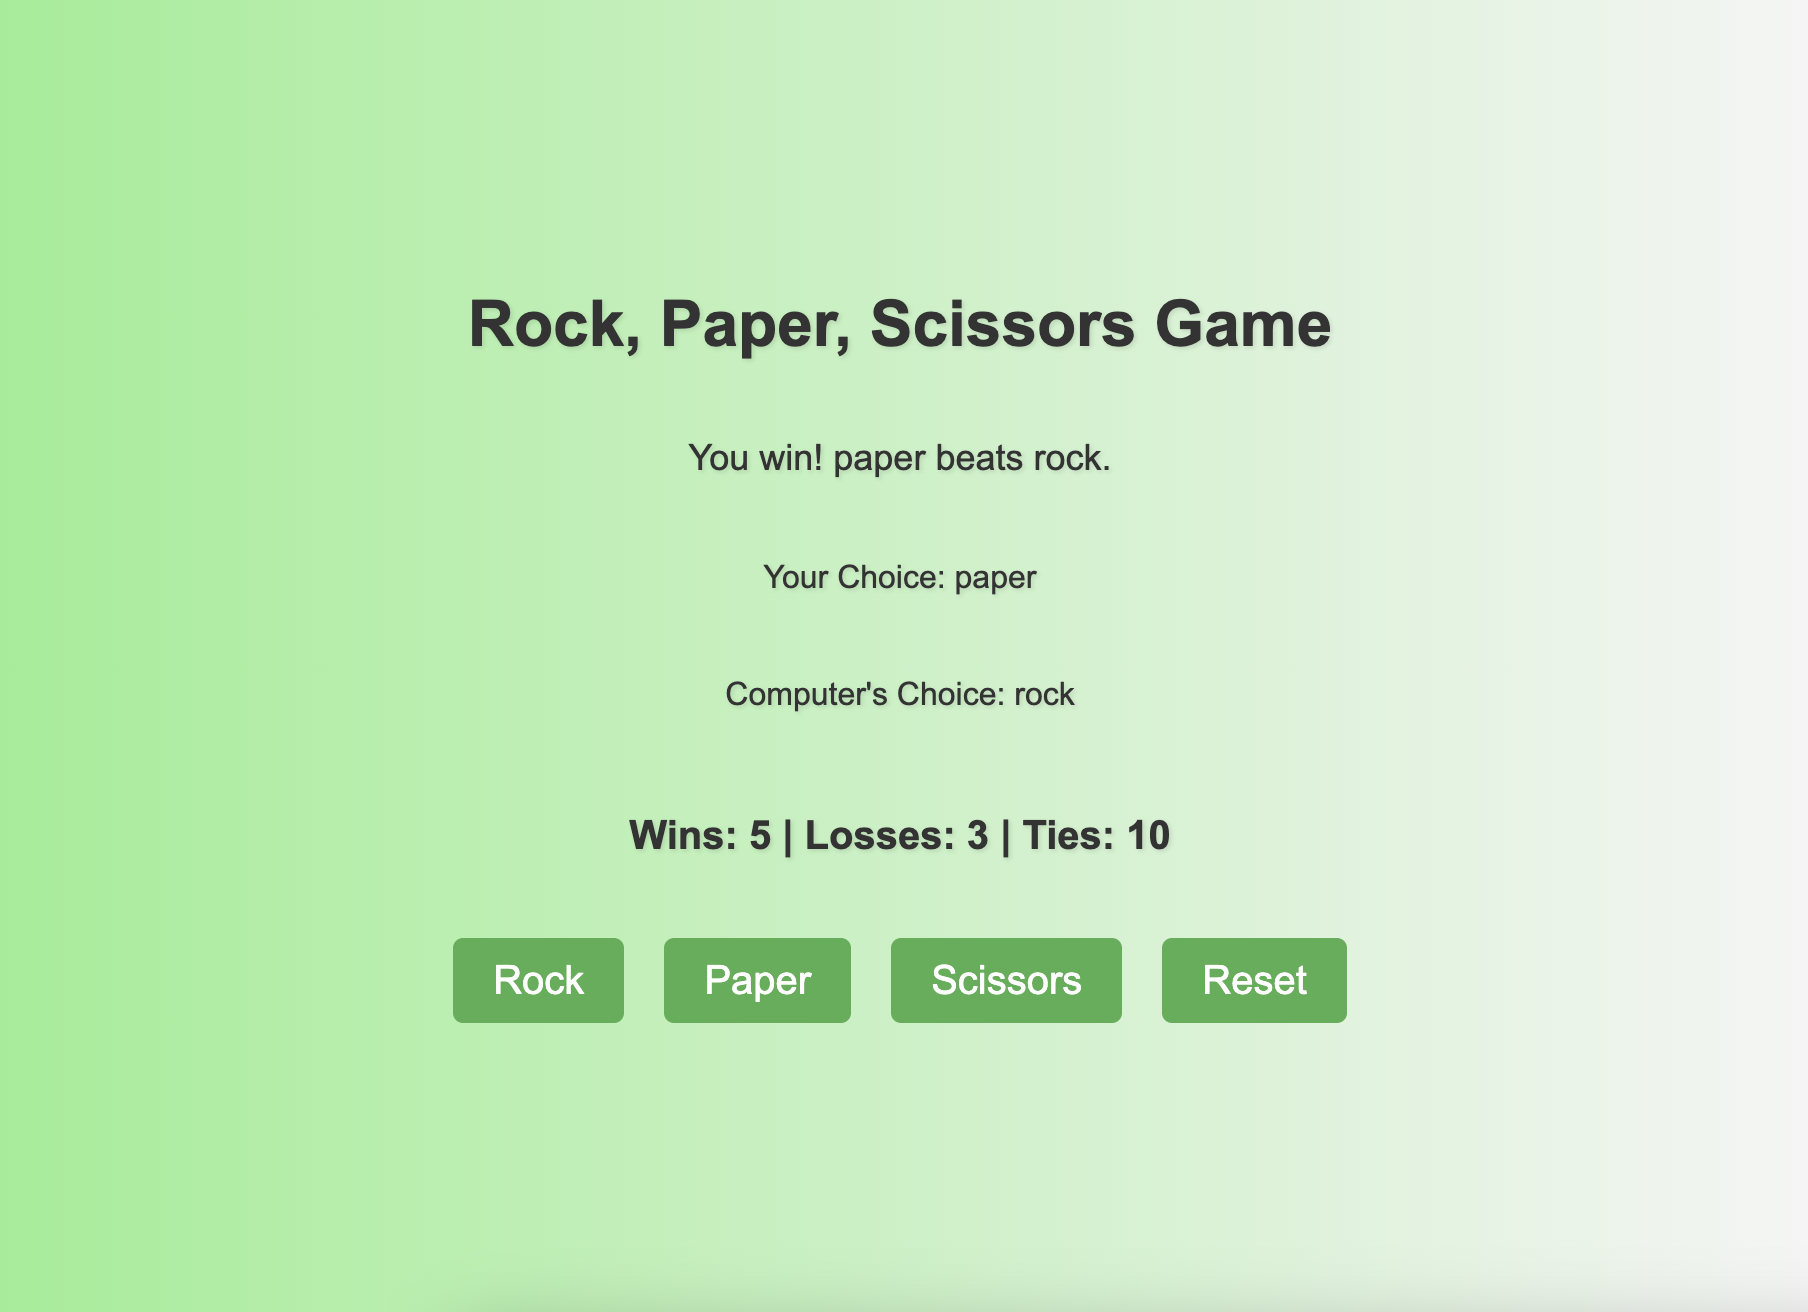 Rock, Paper, Scissors Game
You win! paper beats rock.
Your Choice: paper
Computer's Choice: rock
Wins: 5 | Losses: 3 | Ties: 10
Rock Paper Scissors Reset